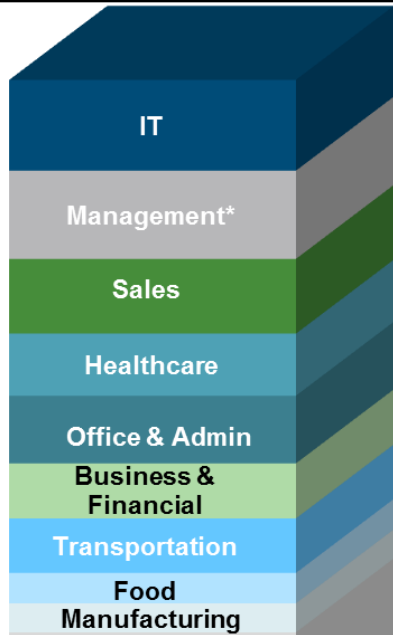 IT
Management*
Sales
Healthcare
Office & Admin
Business &
Financial
Transportation
Food
Manufacturing